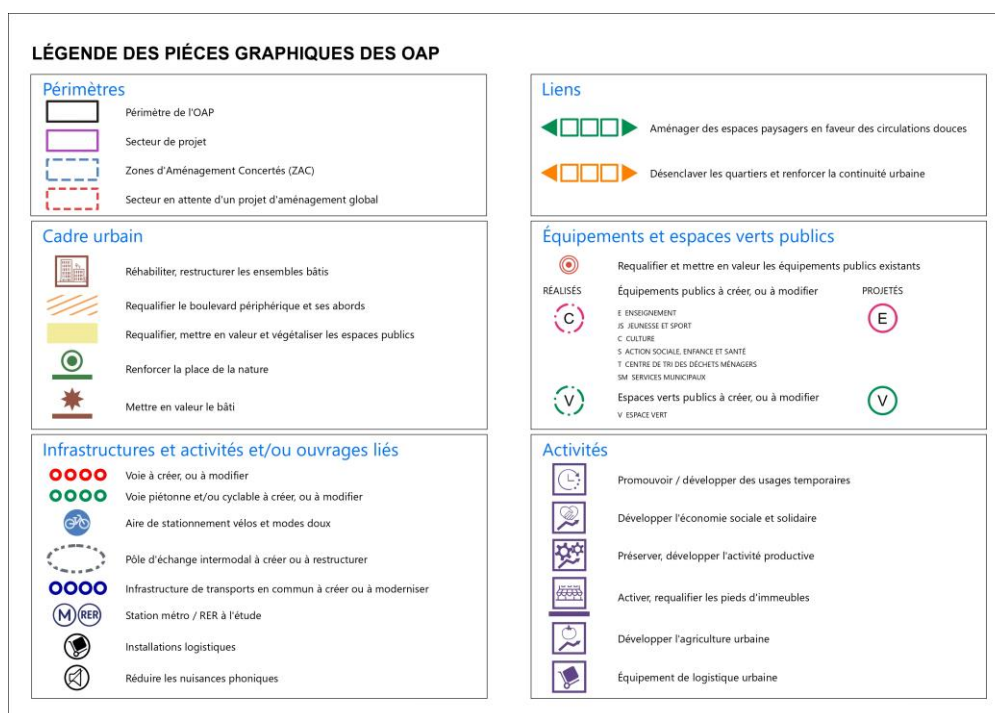 LÉGENDE DES PIÉCES GRAPHIQUES DES OAP
Périmètres
Périmètre de l'OAP
Secteur de projet
Zones d'Aménagement Concertés (ZAC)
Secteur en attente d'un projet d'aménagement global
Liens
Aménager des espaces paysagers en faveur des circulations douces
Désenclaver les quartiers et renforcer la continuité urbaine
Cadre urbain
Réhabiliter, restructurer les ensembles bâtis
Requalifier le boulevard périphérique et ses abords
Requalifier, mettre en valeur et végétaliser les espaces publics
Renforcer la place de la nature
Mettre en valeur le bâti
Équipements et espaces verts publics
Requalifier et mettre en valeur les équipements publics existants
RÉALISÉS
Équipements publics à créer, ou à modifier
PROJETÉS
C
E
E ENSEIGNEMENT
JS JEUNESSE ET SPORT
C CULTURE
S ACTION SOCIALE, ENFANCE ET SANTÉ
T CENTRE DE TRI DES DÉCHETS MÉNAGERS
SM SERVICES MUNICIPAUX
V
Espaces verts publics à créer, ou à modifier
V
V ESPACE VERT
Infrastructures et activités et/ou ouvrages liés
Voie à créer, ou à modifier
Voie piétonne et/ou cyclable à créer, ou à modifier
Aire de stationnement vélos et modes doux
Pôle d'échange intermodal à créer ou à restructurer
Infrastructure de transports en commun à créer ou à moderniser
M RER Station métro / RER à l'étude
Installations logistiques
Réduire les nuisances phoniques
Activités
Promouvoir / développer des usages temporaires
Développer l'économie sociale et solidaire
Préserver, développer l'activité productive
Activer, requalifier les pieds d'immeubles
Développer l'agriculture urbaine
Équipement de logistique urbaine